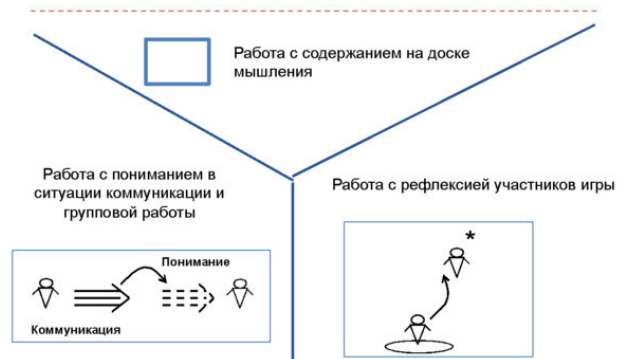 Работа с содержанием на доске
мышления
Работа с пониманием в
ситуации коммуникации и
групповой работы
Работа с рефлексией участников игры
*
Понимание
Коммуникация